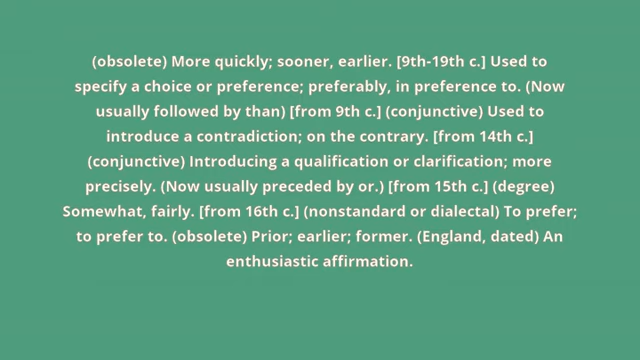 (obsolete) More quickly; sooner, earlier. [9th-19th c.] Used to
specify a choice or preference; preferably, in preference to. (Now
usually followed by than) [from 9th c.] (conjunctive) Used to
introduce a contradiction; on the contrary. [from 14th c.]
(conjunctive) Introducing a qualification or clarification; more
precisely. (Now usually preceded by or.) [from 15th c.] (degree)
Somewhat, fairly. [from 16th c.] (nonstandard or dialectal) To prefer;
to prefer to. (obsolete) Prior; earlier; former. (England, dated) An
enthusiastic affirmation.